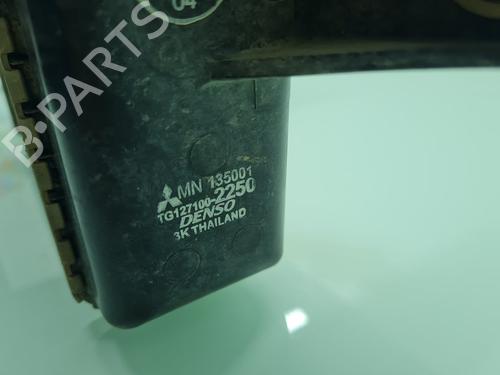 04
B-PARTS
MN 135001
TG127100-2250
DENSO
3K THAILAND